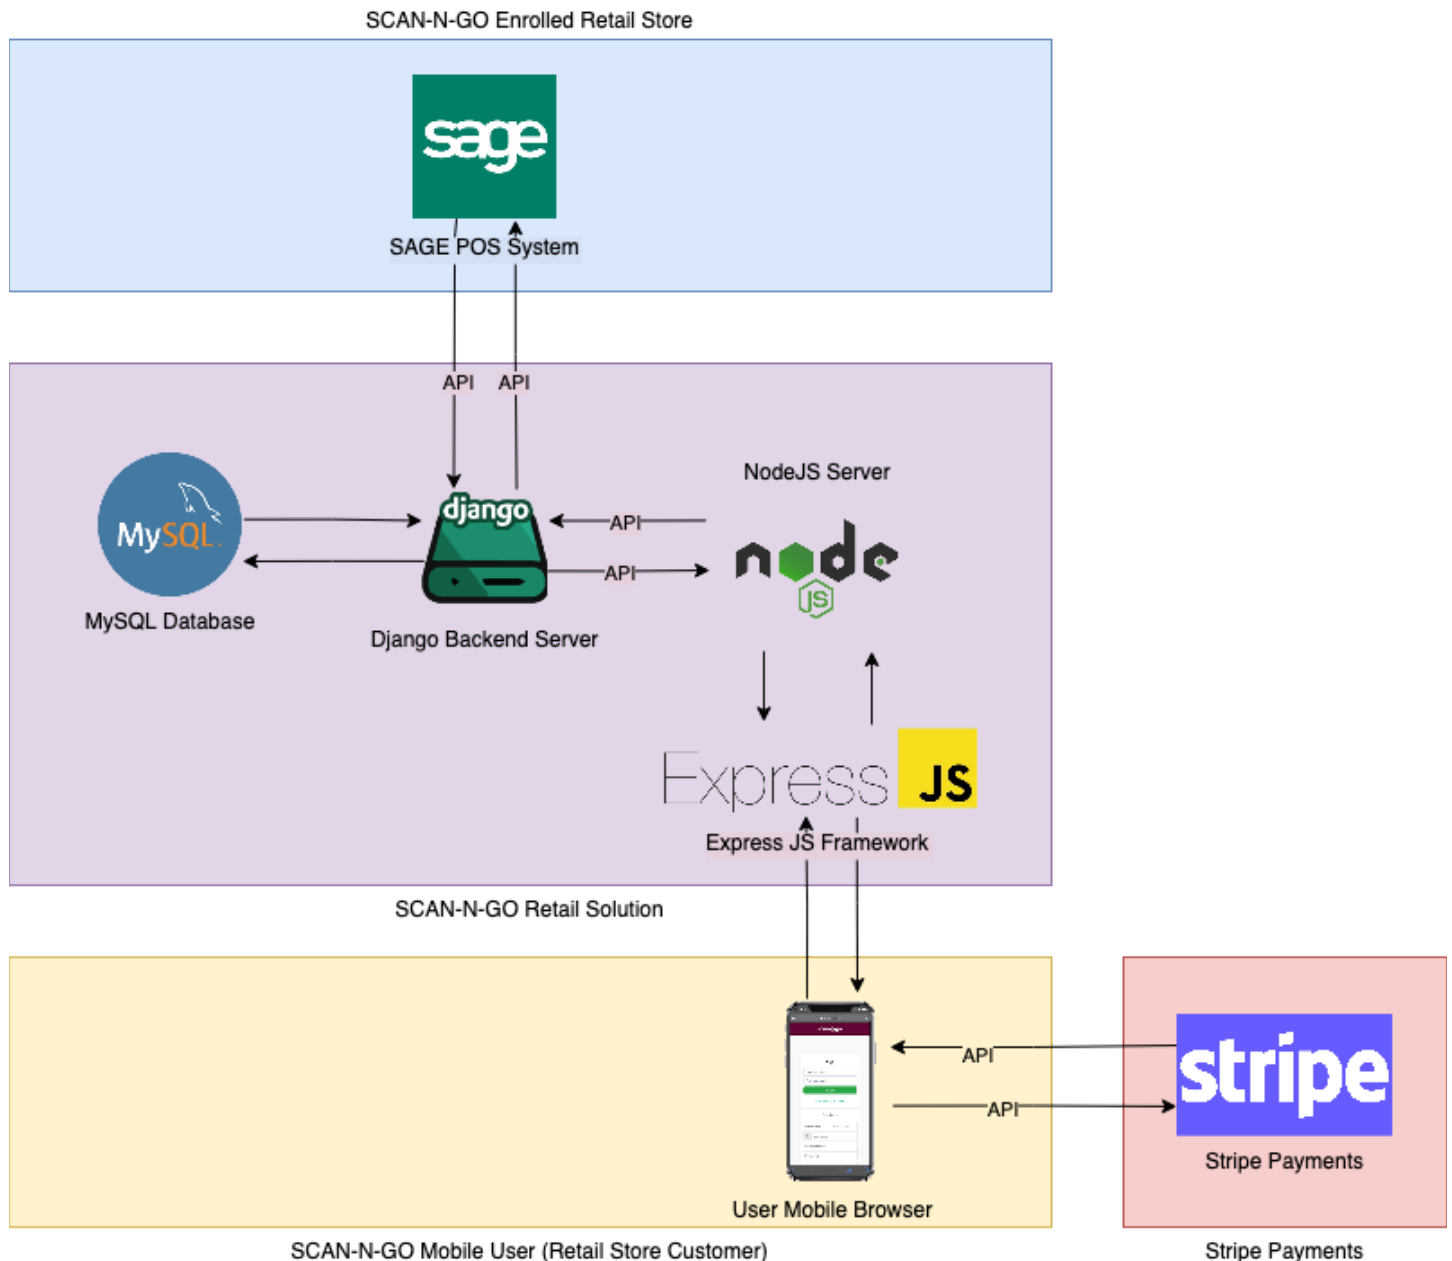 SCAN-N-GO Enrolled Retail Store
sage
SAGE POS System
API
API
NodeJS Server
MySQL
django
API
node
API
JS
MySQL Database
Django Backend Server
Express
JS
Express JS Framework
SCAN-N-GO Retail Solution
API
stripe
API
Stripe Payments
User Mobile Browser
SCAN-N-GO Mobile User (Retail Store Customer)
Stripe Payments